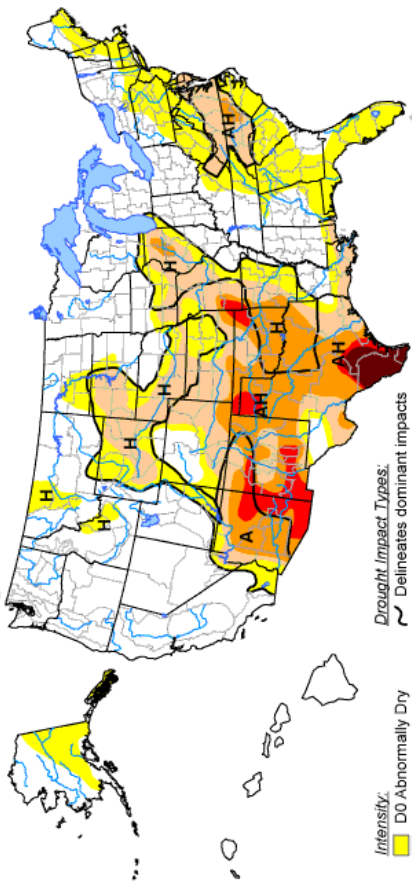 H
H
H
H
H
H
A
AH
AH
AH
Intensity:
D0 Abnormally Dry
Drought Impact Types:
Delineates dominant impacts